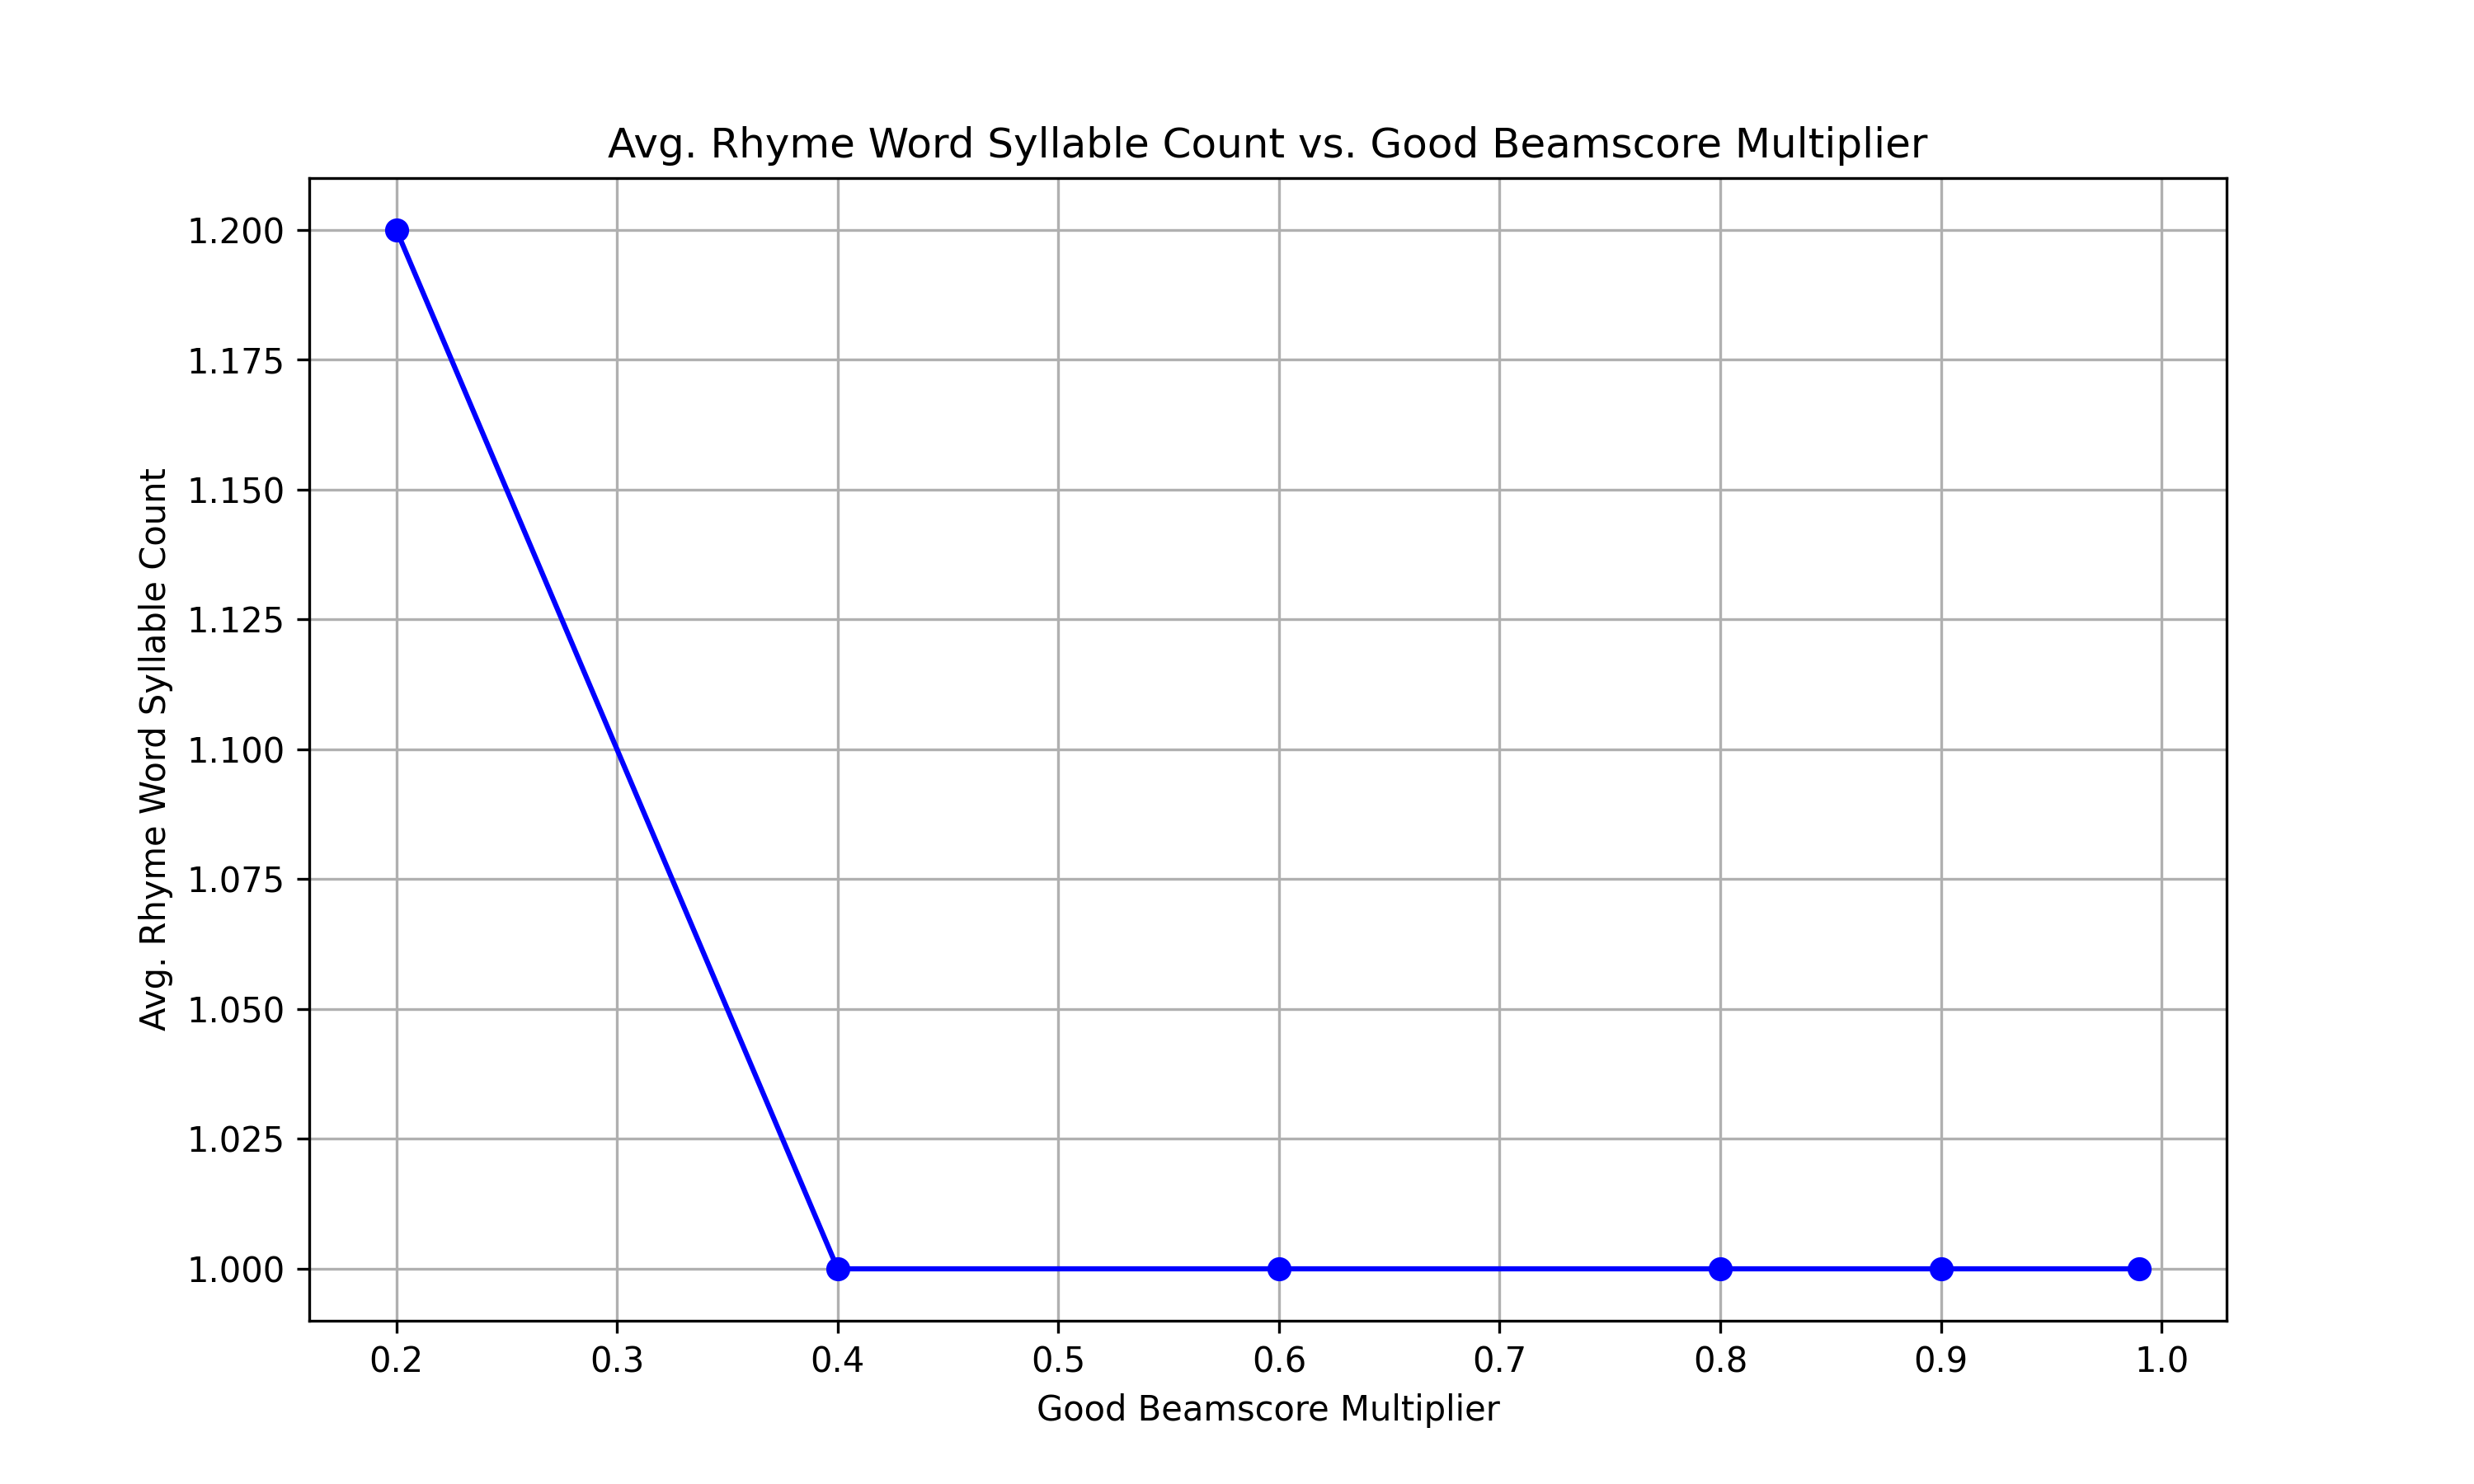 Avg. Rhyme Word Syllable Count vs. Good Beamscore Multiplier
Avg. Rhyme Word Syllable Count
1.200
1.175
1.150
1.125
1.100
1.075
1.050
1.025
1.000
0.2 0.3 0.4 0.5 0.6 0.7 0.8 0.9 1.0
Good Beamscore Multiplier